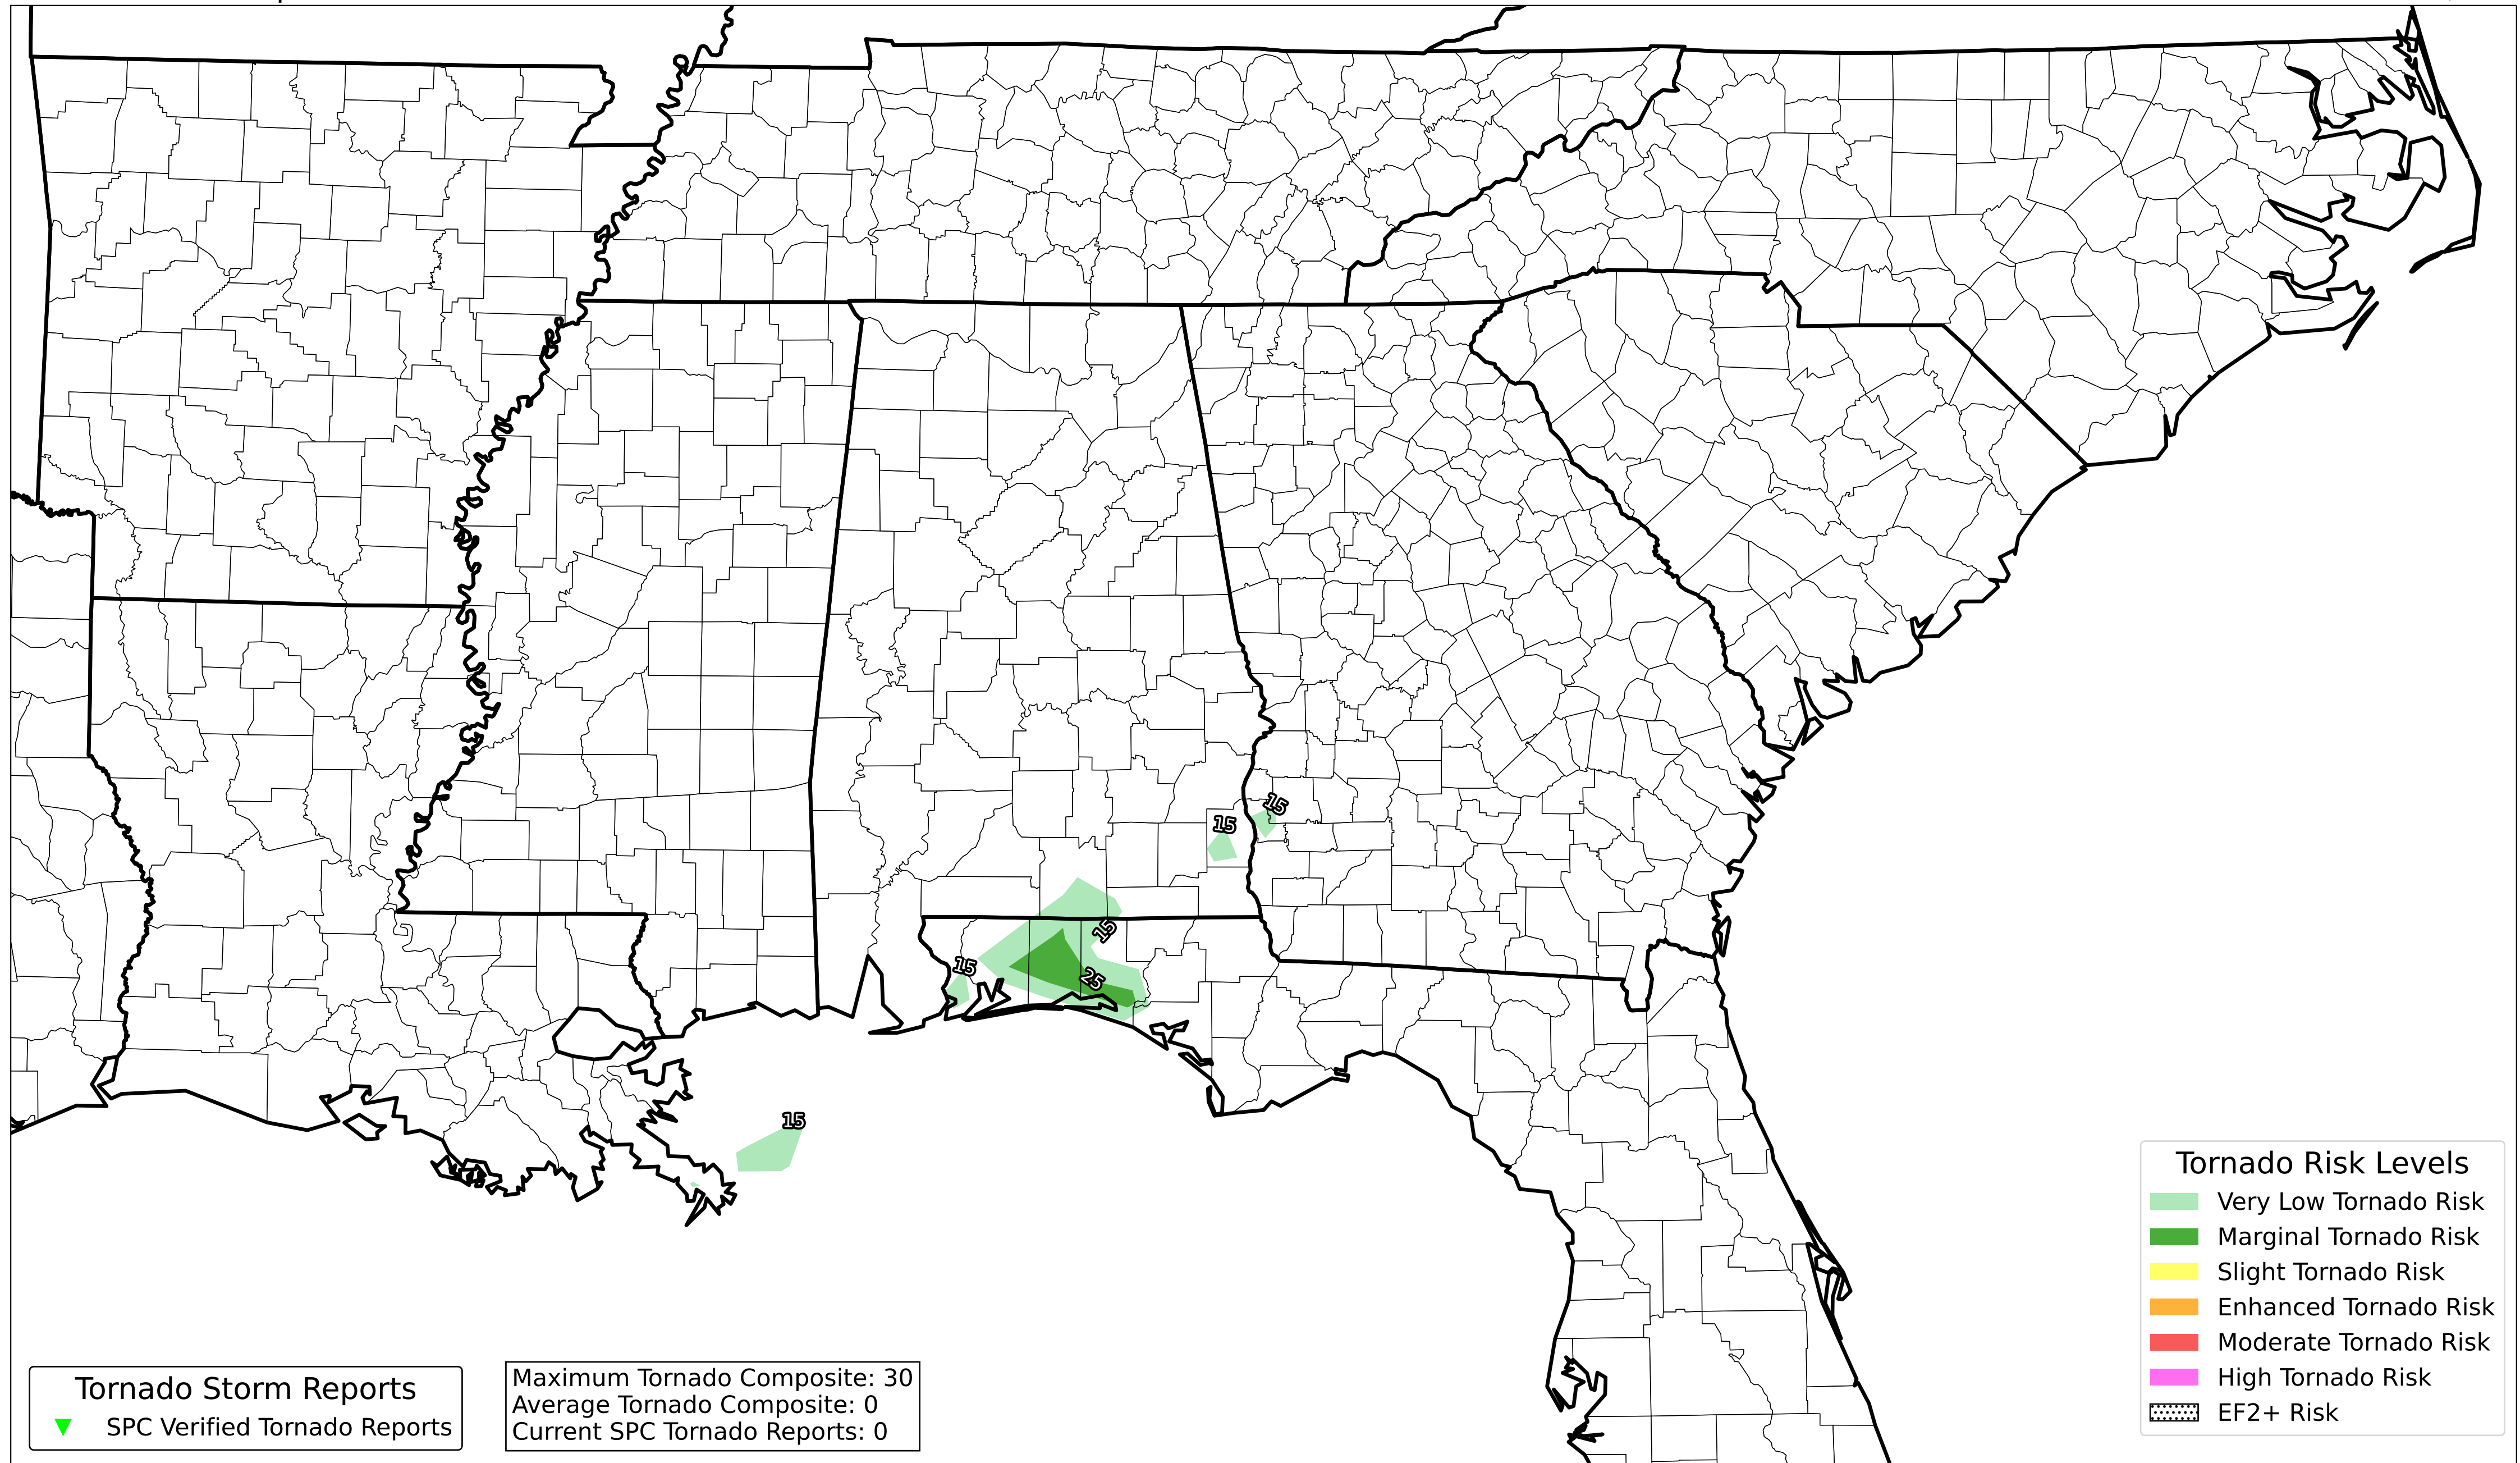 15
15
15
15
25
15
Tornado Risk Levels
Very Low Tornado Risk
Marginal Tornado Risk
Slight Tornado Risk
Enhanced Tornado Risk
Moderate Tornado Risk
High Tornado Risk
EF2+ Risk
Tornado Storm Reports
SPC Verified Tornado Reports
Maximum Tornado Composite: 30
Average Tornado Composite: 0
Current SPC Tornado Reports: 0